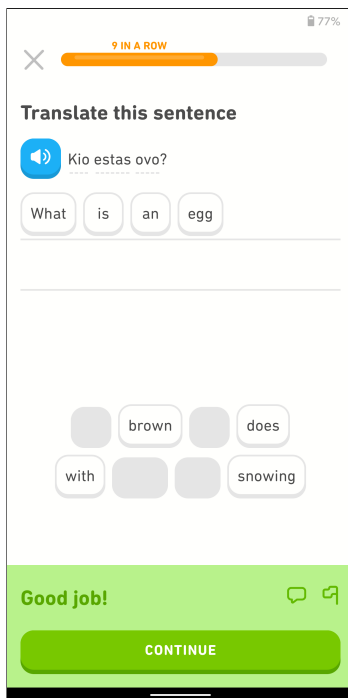 77%
9 IN A ROW
Translate this sentence
Kio estas ovo?
What is an egg
brown does
with snowing
Good job!
CONTINUE